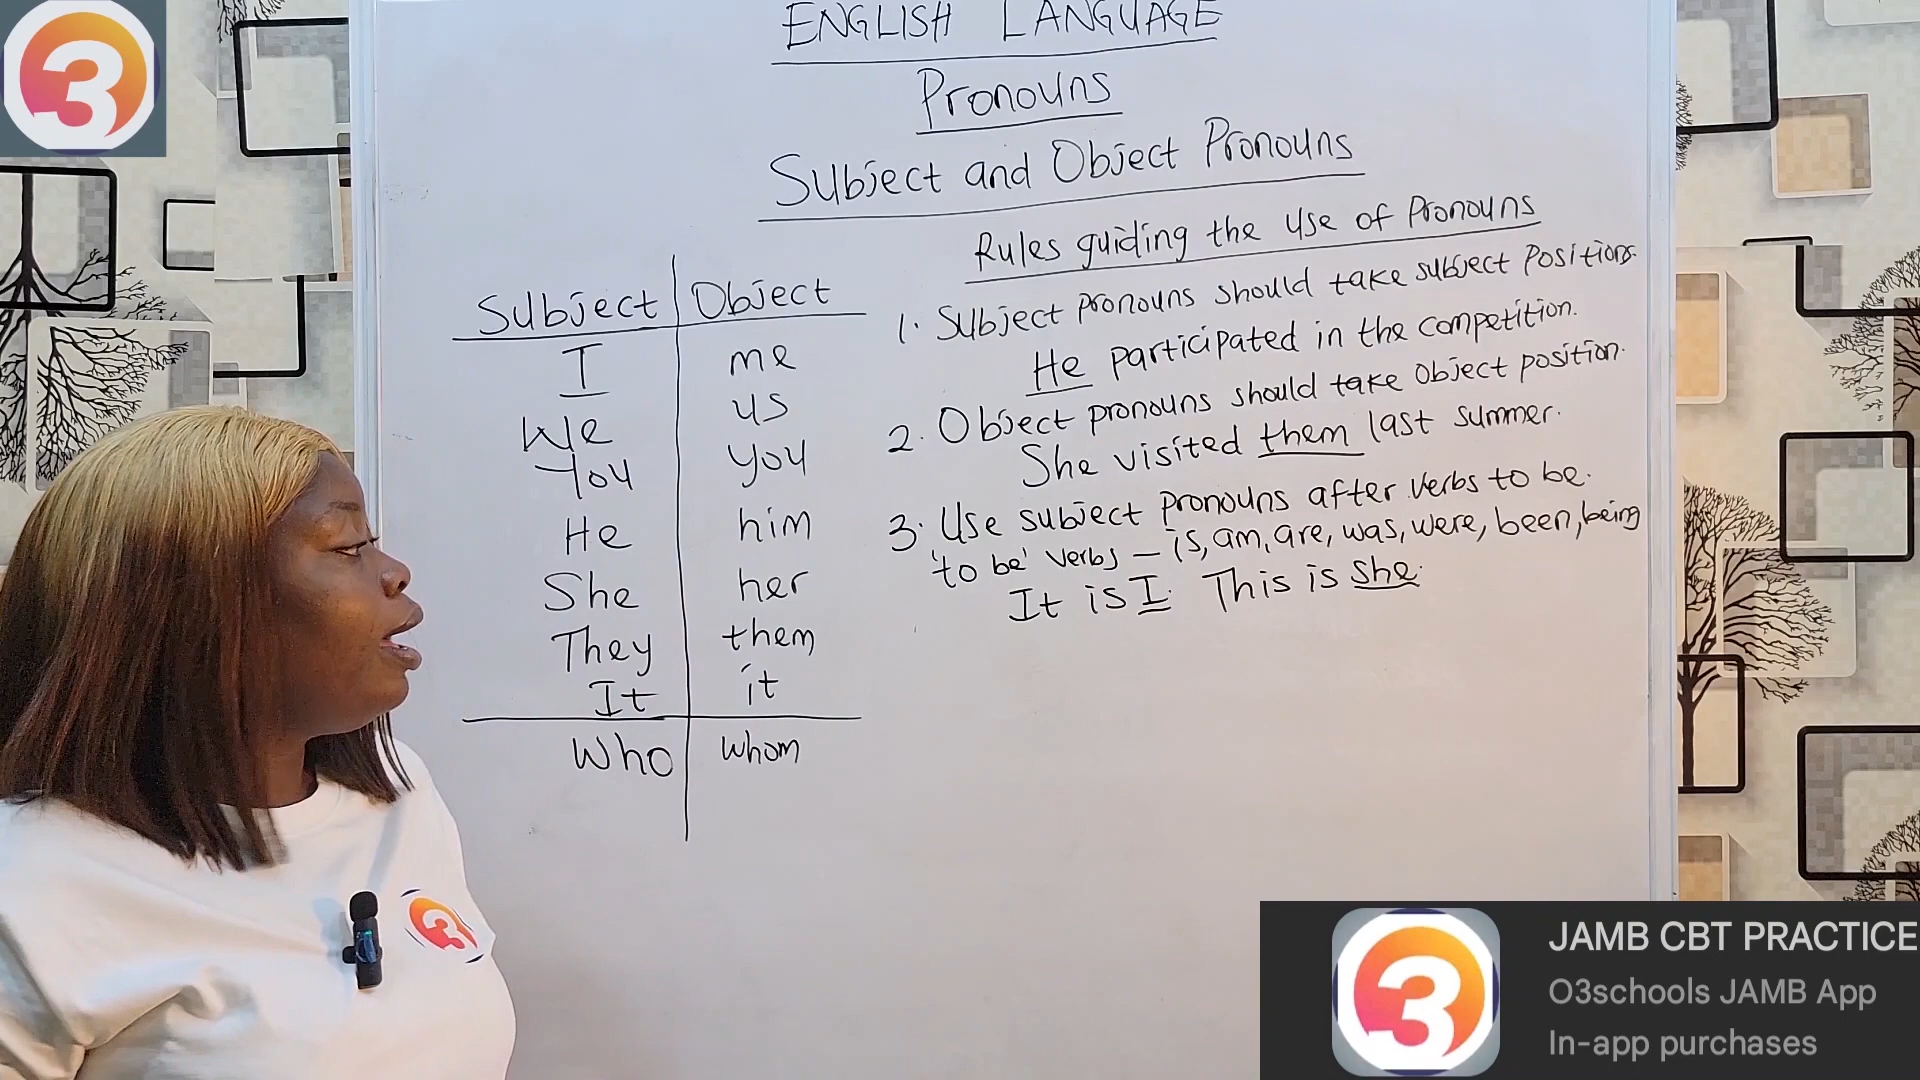 3
ENGLISH LANGUAGE
Pronouns
Subject and Object Pronouns
Subject Object
I me
We us
You you
He him
She her
They them
It it
Who whom
Rules guiding the use of Pronouns
1. Subject pronouns should take subject positions.
He participated in the competition.
2. Object pronouns should take object position.
She visited them last summer.
3. Use subject pronouns after verbs to be.
'to be' verbs – is, am, are, was, were, been, being
It is I. This is she.
3
3
JAMB CBT PRACTICE
O3schools JAMB App
In-app purchases